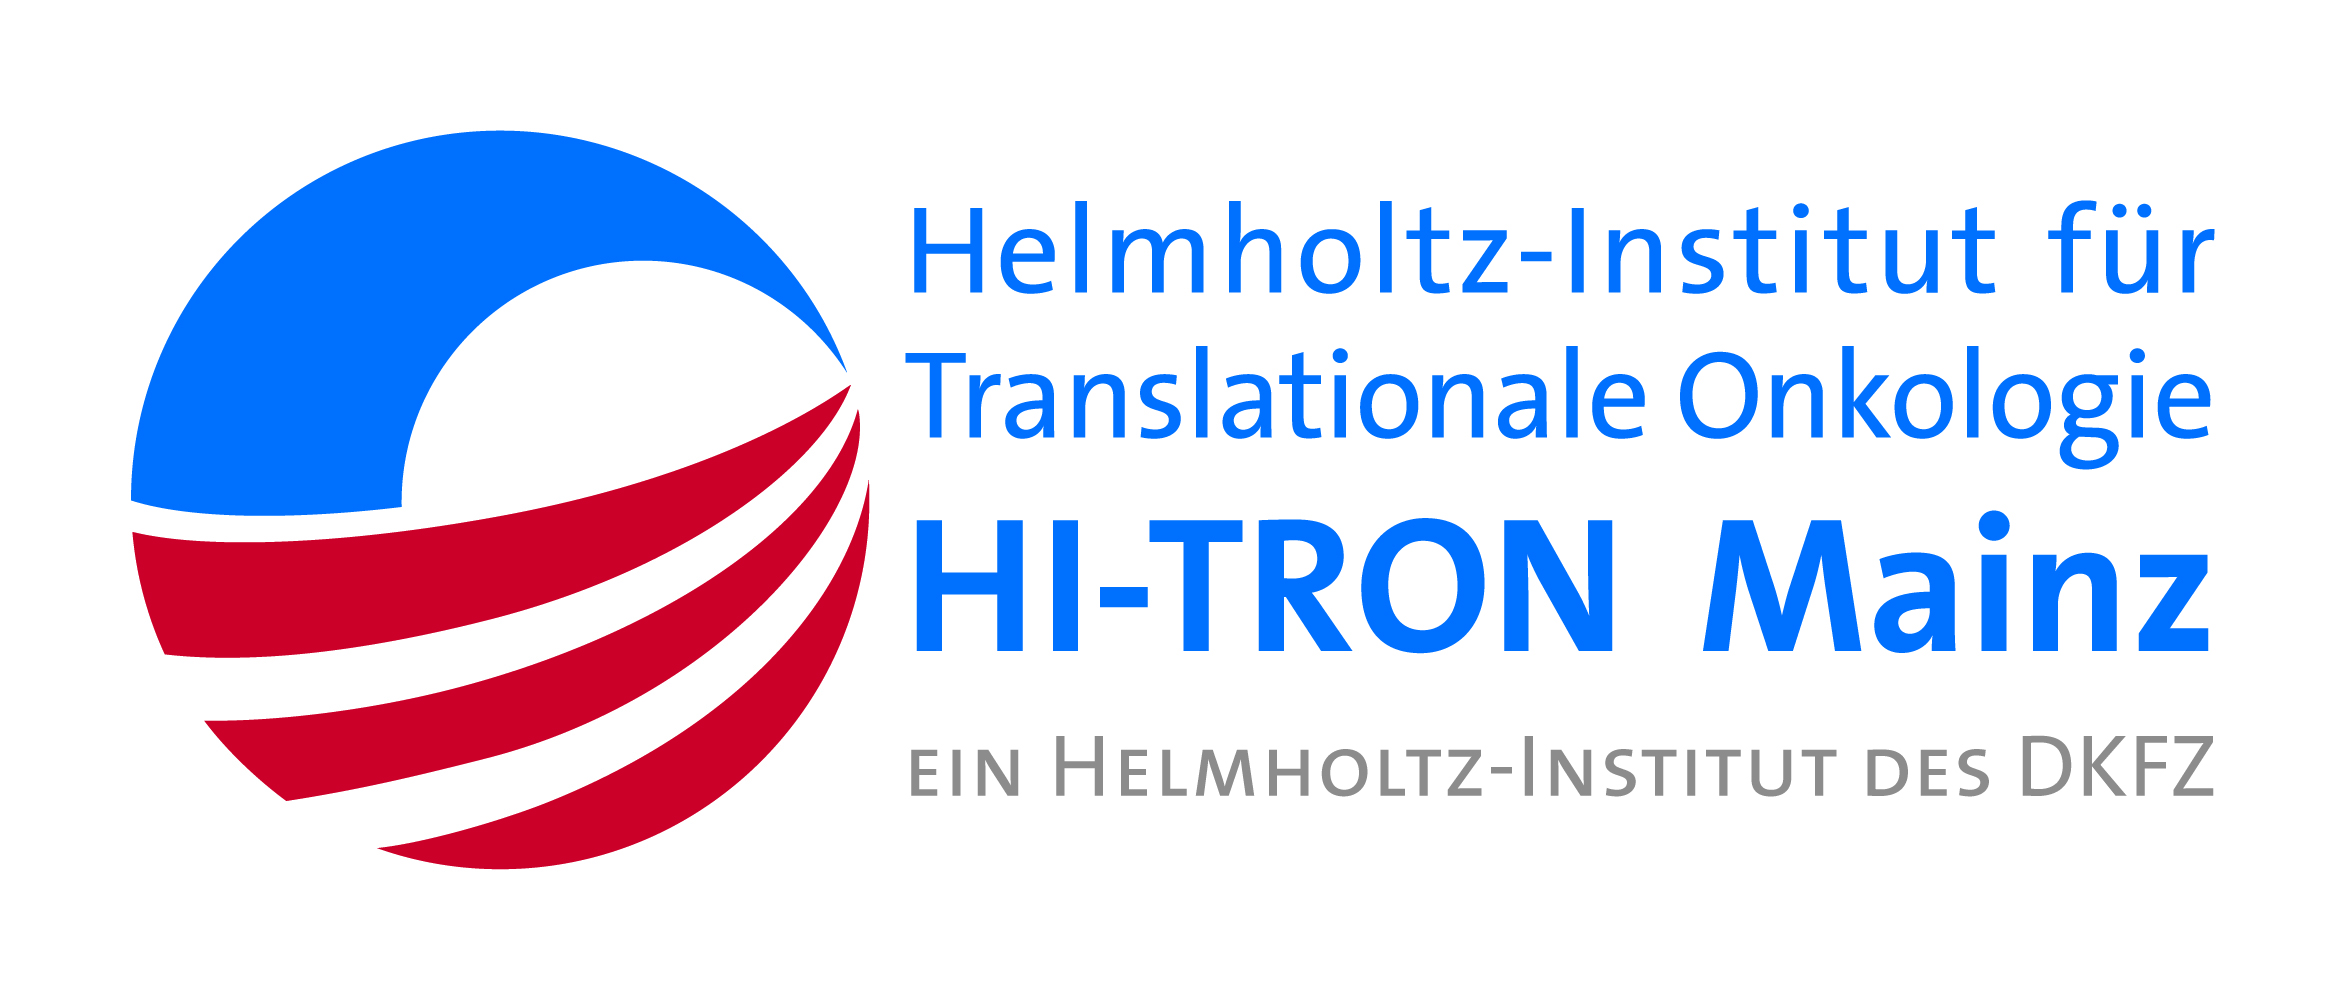 Helmholtz-Institut für
Translationale Onkologie
HI-TRON Mainz
EIN HELMHOLTZ-INSTITUT DES DKFZ